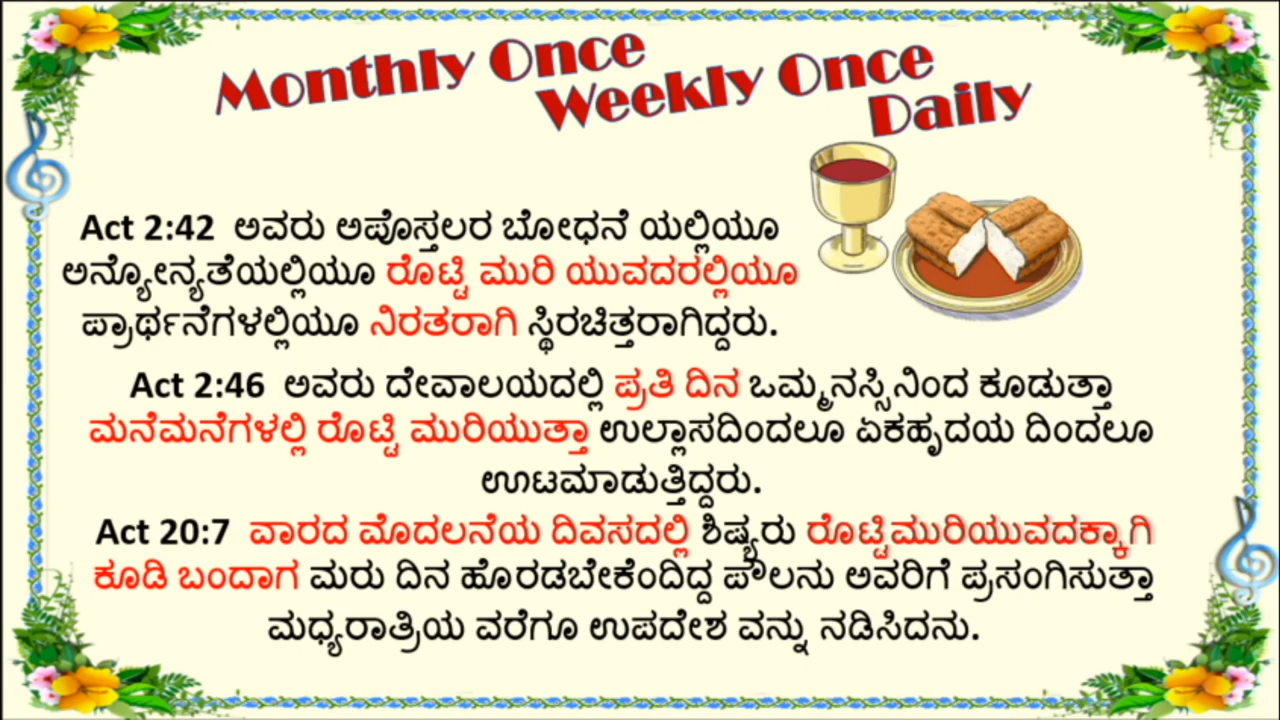 Monthly Once
Weekly Once
Daily
Act 2:42 ಅವರು ಅಪೊಸ್ತಲರ ಬೋಧನೆ ಯಲ್ಲಿಯೂ
ಅನ್ಯೋನ್ಯತೆಯಲ್ಲಿಯೂ ರೊಟ್ಟಿ ಮುರಿ ಯುವದರಲ್ಲಿಯೂ
ಪ್ರಾರ್ಥನೆಗಳಲ್ಲಿಯೂ ನಿರತರಾಗಿ ಸ್ಥಿರಚಿತ್ತರಾಗಿದ್ದರು.
Act 2:46 ಅವರು ದೇವಾಲಯದಲ್ಲಿ ಪ್ರತಿ ದಿನ ಒಮ್ಮನಸ್ಸಿನಿಂದ ಕೂಡುತ್ತಾ
ಮನೆಮನೆಗಳಲ್ಲಿ ರೊಟ್ಟಿ ಮುರಿಯುತ್ತಾ ಉಲ್ಲಾಸದಿಂದಲೂ ಏಕಹೃದಯ ದಿಂದಲೂ
ಊಟಮಾಡುತ್ತಿದ್ದರು.
Act 20:7 ವಾರದ ಮೊದಲನೆಯ ದಿವಸದಲ್ಲಿ ಶಿಷ್ಯರು ರೊಟ್ಟಿಮುರಿಯುವದಕ್ಕಾಗಿ
ಕೂಡಿ ಬಂದಾಗ ಮರು ದಿನ ಹೊರಡಬೇಕೆಂದಿದ್ದ ಪೌಲನು ಅವರಿಗೆ ಪ್ರಸಂಗಿಸುತ್ತಾ
ಮಧ್ಯರಾತ್ರಿಯ ವರೆಗೂ ಉಪದೇಶ ವನ್ನು ನಡಿಸಿದನು.